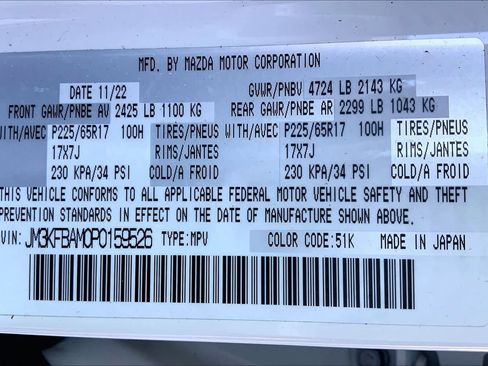 MFD. BY MAZDA MOTOR CORPORATION
DATE 11/22 GVWR/PNBV 4724 LB 2143 KG
FRONT GAWR/PNBE AV 2425 LB 1100 KG REAR GAWR/PNBE AR 2299 LB 1043 KG
WITH/AVEC P225/65R17 100H TIRES/PNEUS WITH/AVEC P225/65R17 100H TIRES/PNEUS
17X7J RIMS/JANTES 17X7J RIMS/JANTES
230 KPA/34 PSI COLD/A FROID 230 KPA/34 PSI COLD/A FROID
THIS VEHICLE CONFORMS TO ALL APPLICABLE FEDERAL MOTOR VEHICLE SAFETY AND THEFT
PREVENTION STANDARDS IN EFFECT ON THE DATE OF MANUFACTURE SHOWN ABOVE.
VIN: JM3KFBAM0P0159526 TYPE: MPV COLOR CODE: 51K MADE IN JAPAN